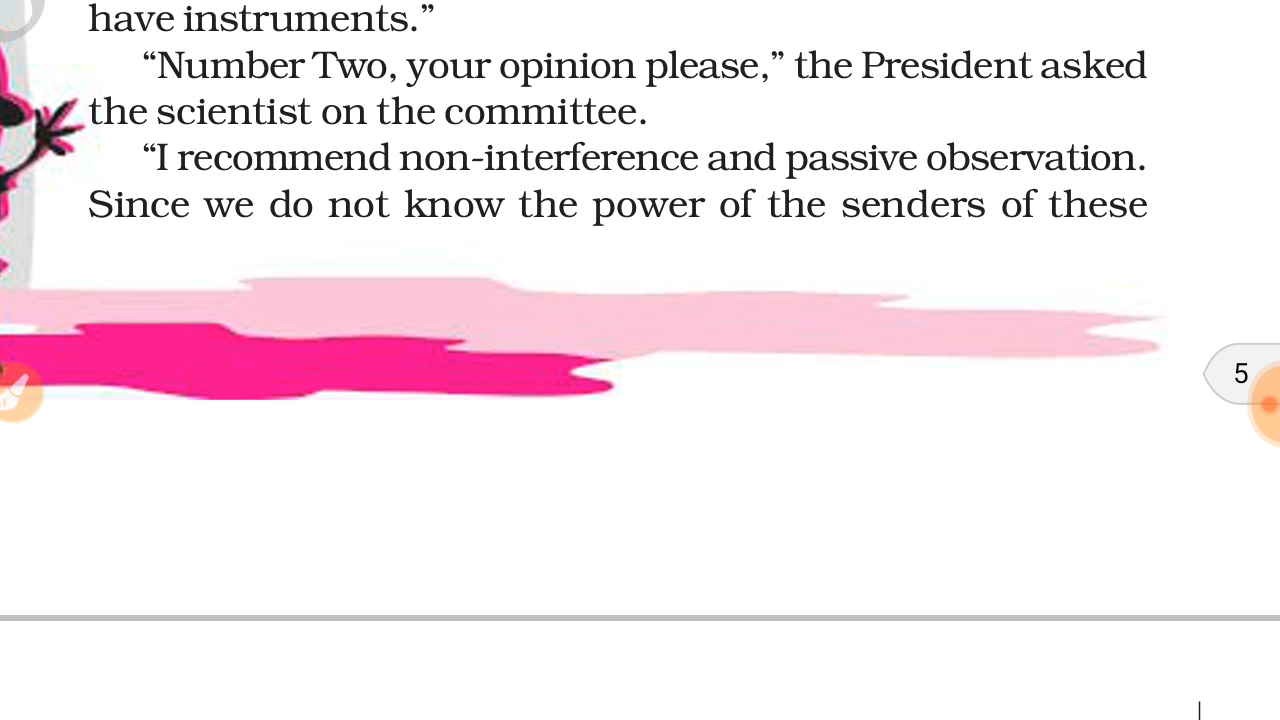 have instruments.”
“Number Two, your opinion please,” the President asked
the scientist on the committee.
“I recommend non-interference and passive observation.
Since we do not know the power of the senders of these
5